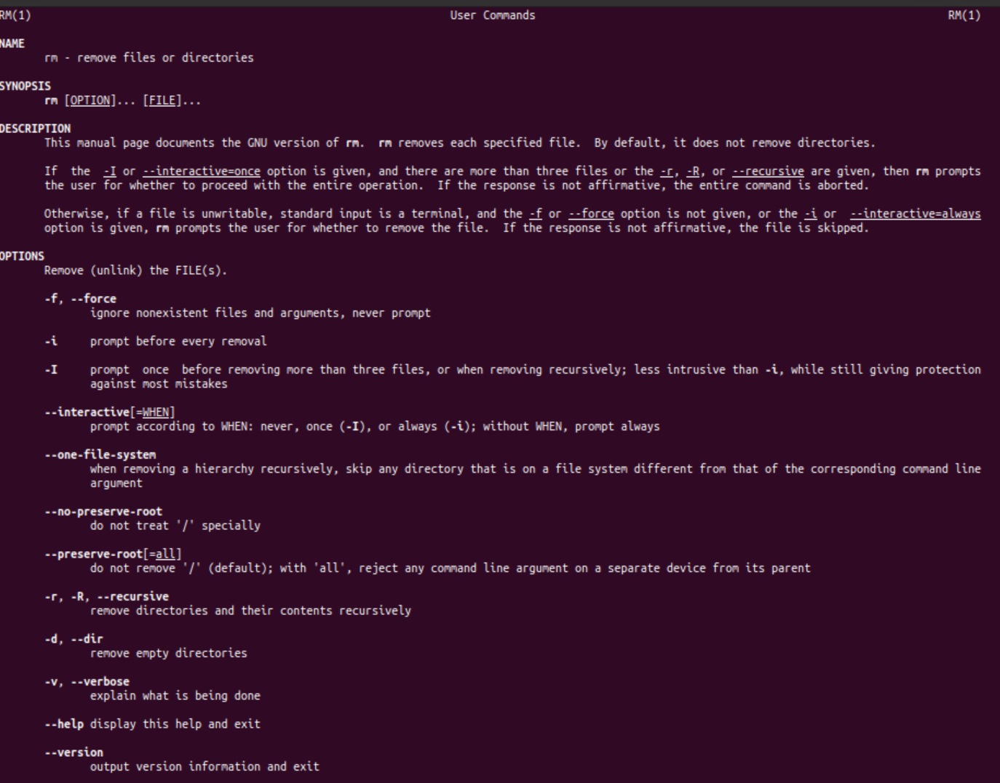 RM(1) User Commands RM(1)
NAME
rm - remove files or directories
SYNOPSIS
rm [OPTION]... [FILE]...
DESCRIPTION
This manual page documents the GNU version of rm. rm removes each specified file. By default, it does not remove directories.
If the -I or --interactive=once option is given, and there are more than three files or the -r, -R, or --recursive are given, then rm prompts
the user for whether to proceed with the entire operation. If the response is not affirmative, the entire command is aborted.
Otherwise, if a file is unwritable, standard input is a terminal, and the -f or --force option is not given, or the -i or --interactive=always
option is given, rm prompts the user for whether to remove the file. If the response is not affirmative, the file is skipped.
OPTIONS
Remove (unlink) the FILE(s).
-f, --force
ignore nonexistent files and arguments, never prompt
-i prompt before every removal
-I prompt once before removing more than three files, or when removing recursively; less intrusive than -i, while still giving protection
against most mistakes
--interactive[=WHEN]
prompt according to WHEN: never, once (-I), or always (-i); without WHEN, prompt always
--one-file-system
when removing a hierarchy recursively, skip any directory that is on a file system different from that of the corresponding command line
argument
--no-preserve-root
do not treat '/' specially
--preserve-root[=all]
do not remove '/' (default); with 'all', reject any command line argument on a separate device from its parent
-r, -R, --recursive
remove directories and their contents recursively
-d, --dir
remove empty directories
-v, --verbose
explain what is being done
--help display this help and exit
--version
output version information and exit